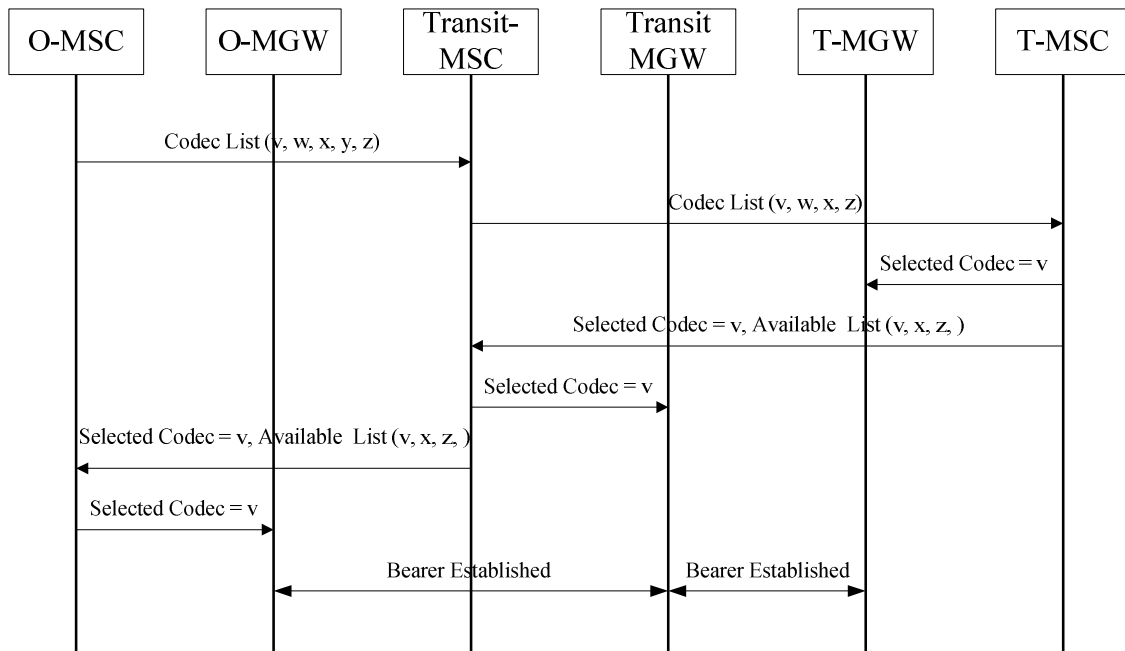 O-MSC
O-MGW
Transit-
MSC
Transit
MGW
T-MGW
T-MSC
Codec List (v, w, x, y, z)
Codec List (v, w, x, z)
Selected Codec = v
Selected Codec = v, Available List (v, x, z, )
Selected Codec = v
Selected Codec = v, Available List (v, x, z, )
Selected Codec = v
Bearer Established
Bearer Established